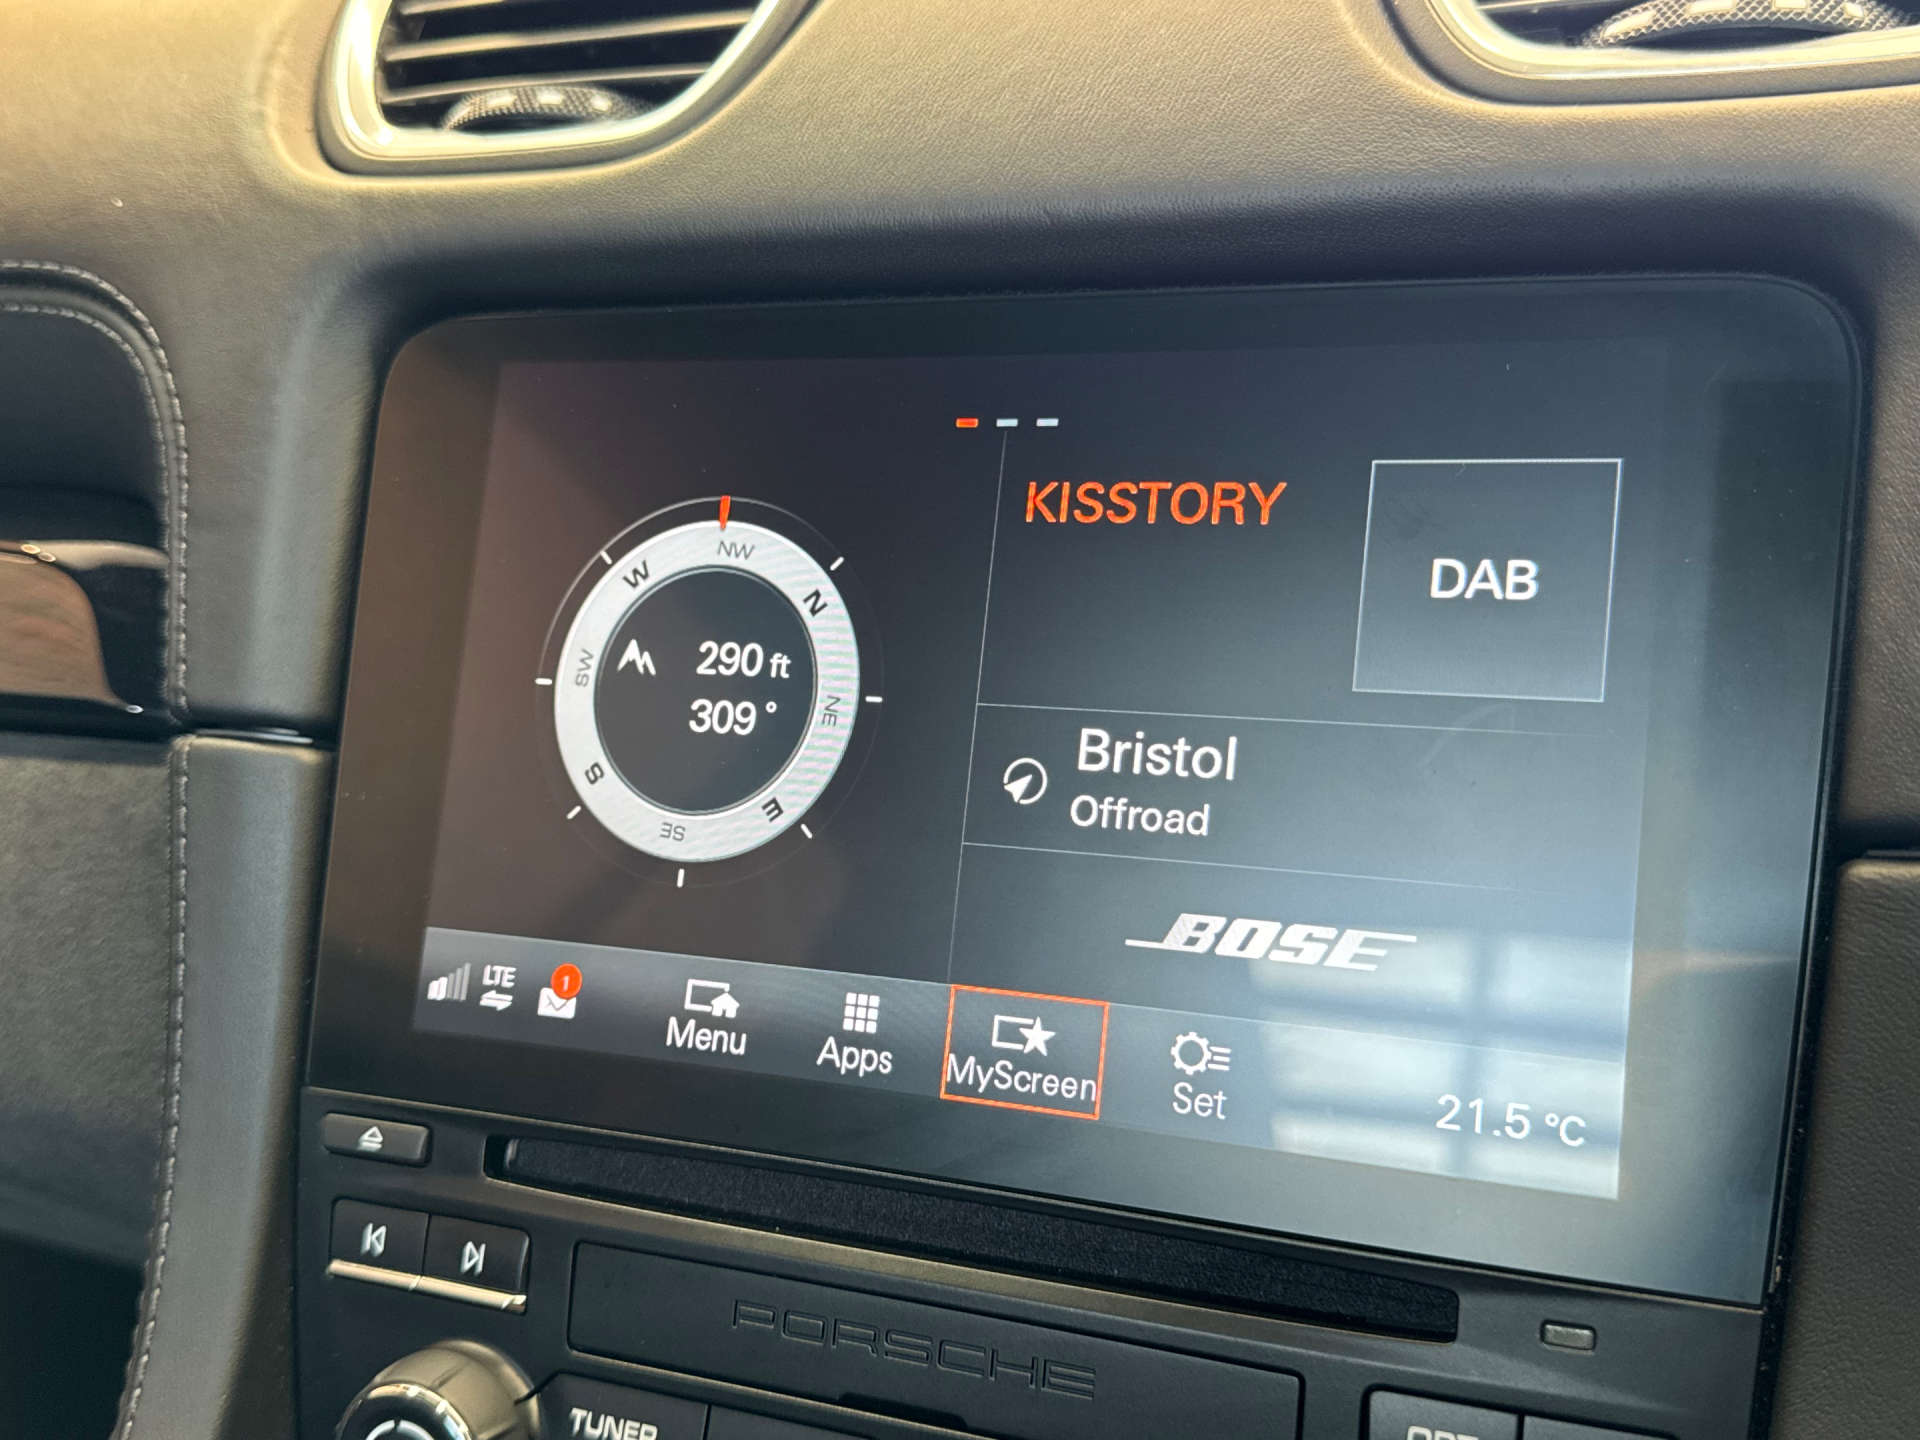 KISSTORY
DAB
NW
W
N
SW
290 ft
309 °
NE
S
E
SE
Bristol
Offroad
BOSE
LTE
1
Menu
Apps
MyScreen
Set
21.5 °C
PORSCHE
TUNER